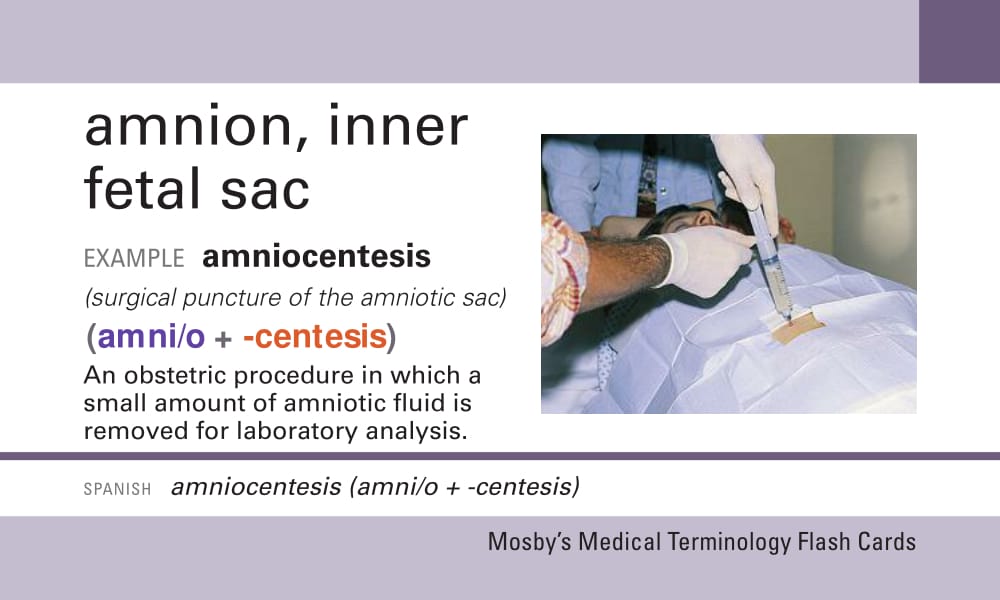 amnion, inner
fetal sac
EXAMPLE amniocentesis
(surgical puncture of the amniotic sac)
(amni/o + -centesis)
An obstetric procedure in which a
small amount of amniotic fluid is
removed for laboratory analysis.
SPANISH amniocentesis (amni/o + -centesis)
Mosby’s Medical Terminology Flash Cards